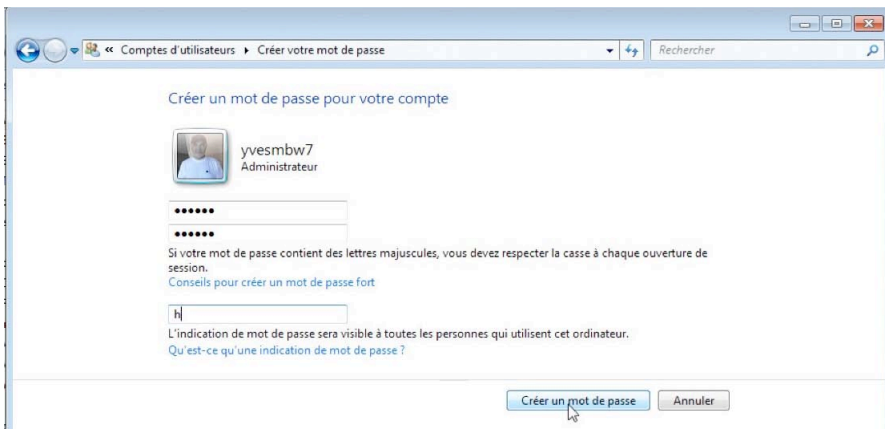 « Comptes d'utilisateurs ▸ Créer votre mot de passe
Rechercher
Créer un mot de passe pour votre compte
yvesmbw7
Administrateur
••••••
••••••
Si votre mot de passe contient des lettres majuscules, vous devez respecter la casse à chaque ouverture de
session.
Conseils pour créer un mot de passe fort
h
L'indication de mot de passe sera visible à toutes les personnes qui utilisent cet ordinateur.
Qu'est-ce qu'une indication de mot de passe ?
Créer un mot de passe
Annuler